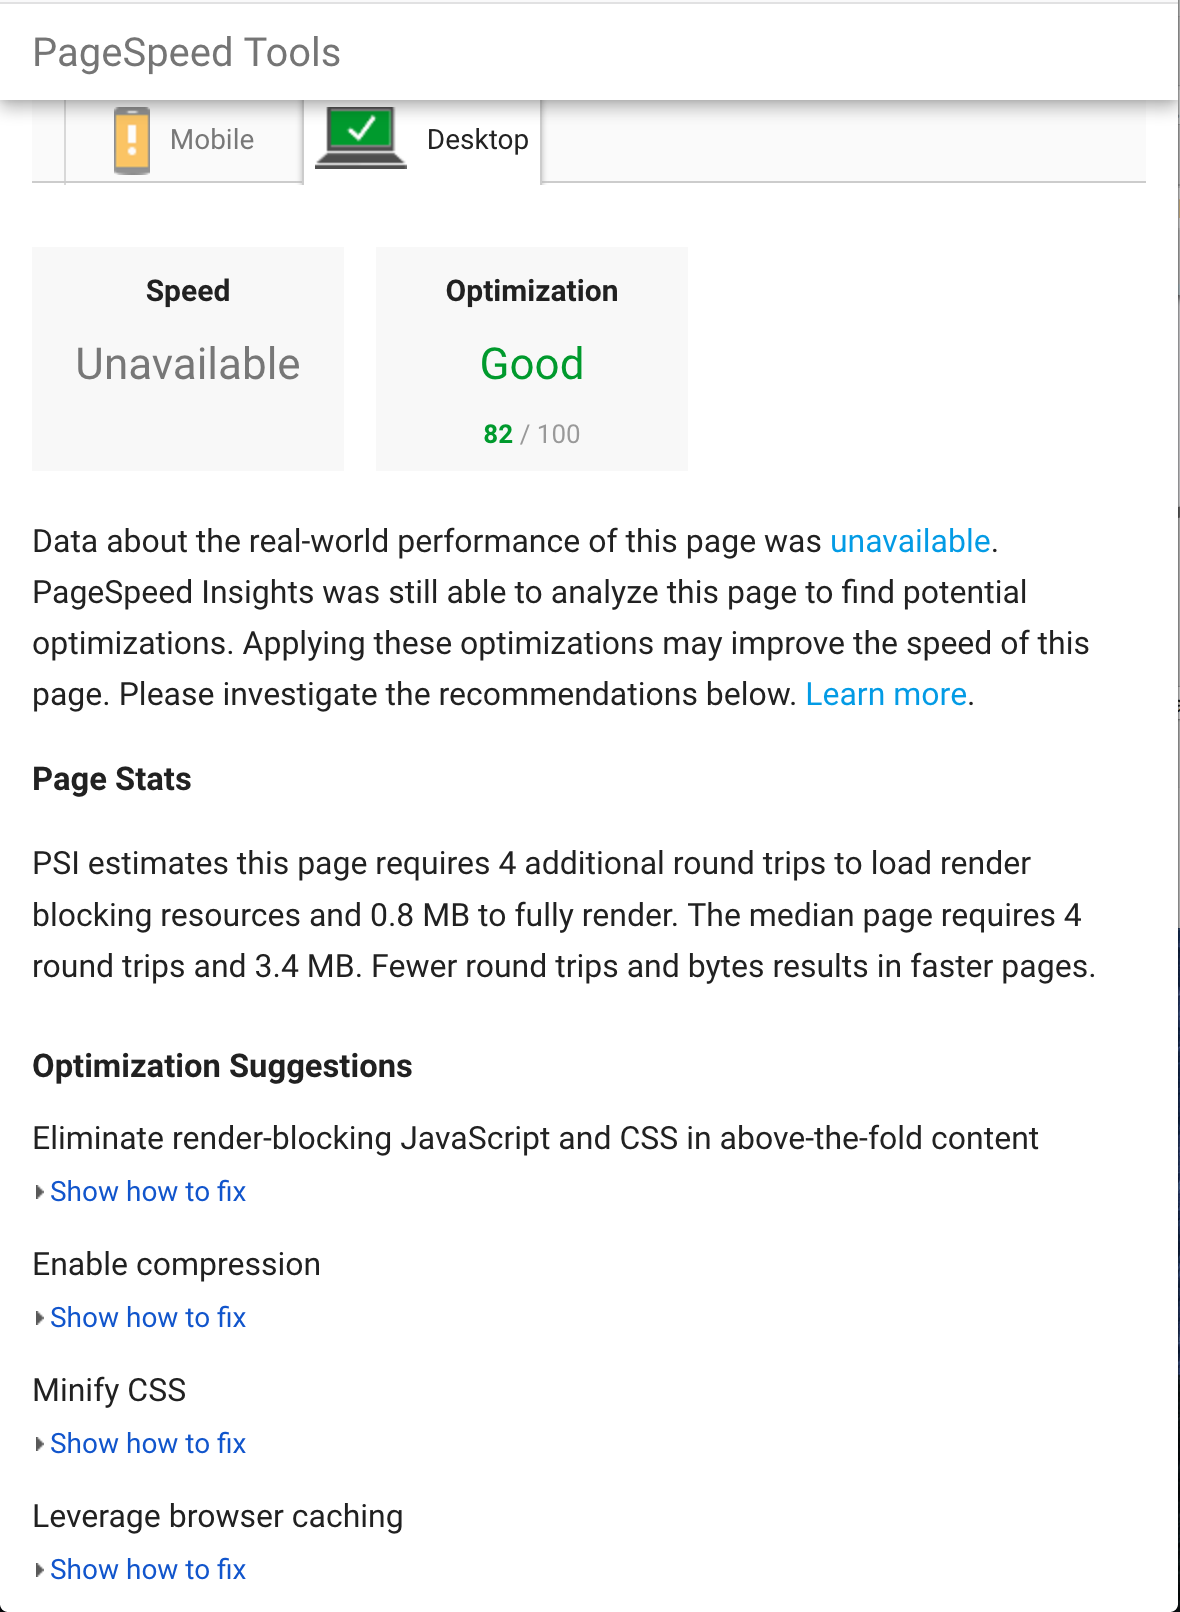 PageSpeed Tools
Mobile
Desktop
Speed
Unavailable
Optimization
Good
82 / 100
Data about the real-world performance of this page was unavailable.
PageSpeed Insights was still able to analyze this page to find potential
optimizations. Applying these optimizations may improve the speed of this
page. Please investigate the recommendations below. Learn more.
Page Stats
PSI estimates this page requires 4 additional round trips to load render
blocking resources and 0.8 MB to fully render. The median page requires 4
round trips and 3.4 MB. Fewer round trips and bytes results in faster pages.
Optimization Suggestions
Eliminate render-blocking JavaScript and CSS in above-the-fold content
Show how to fix
Enable compression
Show how to fix
Minify CSS
Show how to fix
Leverage browser caching
Show how to fix